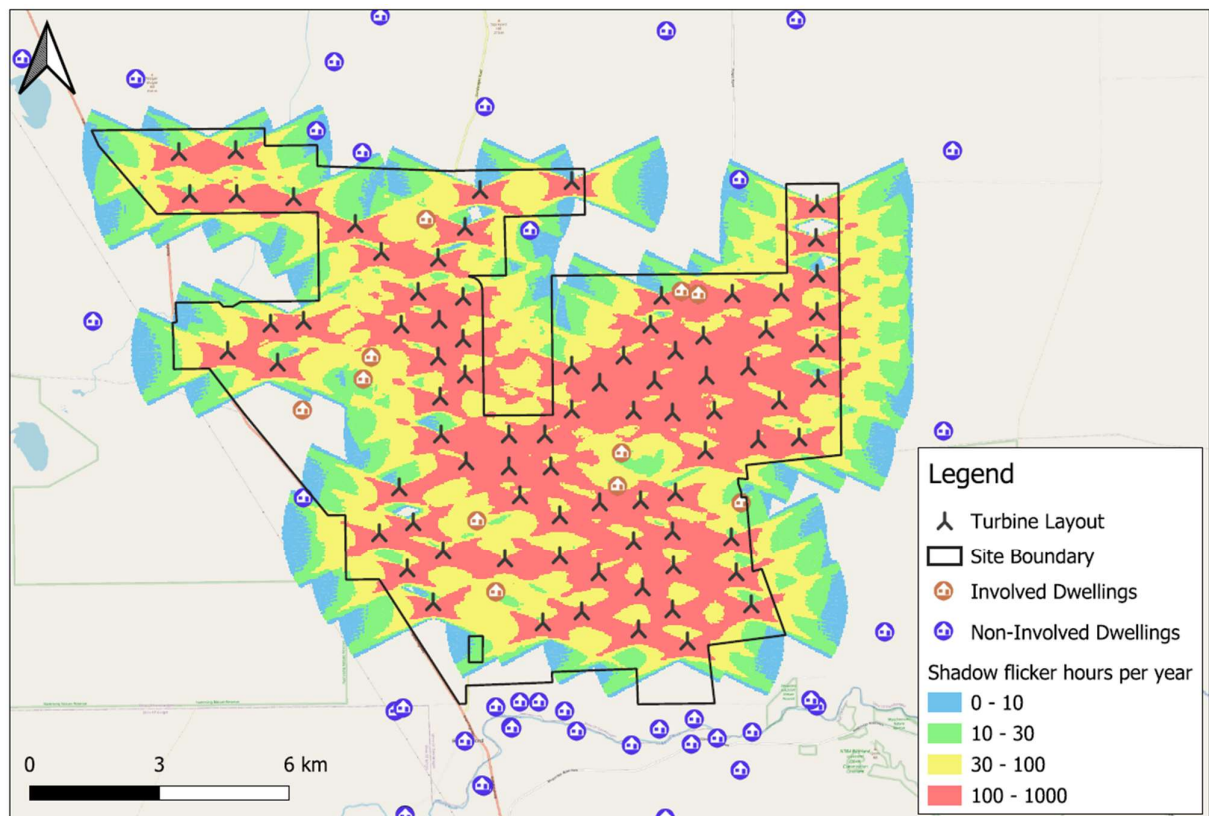 Legend
Turbine Layout
Site Boundary
Involved Dwellings
Non-Involved Dwellings
Shadow flicker hours per year
0 - 10
10 - 30
30 - 100
100 - 1000
0 3 6 km